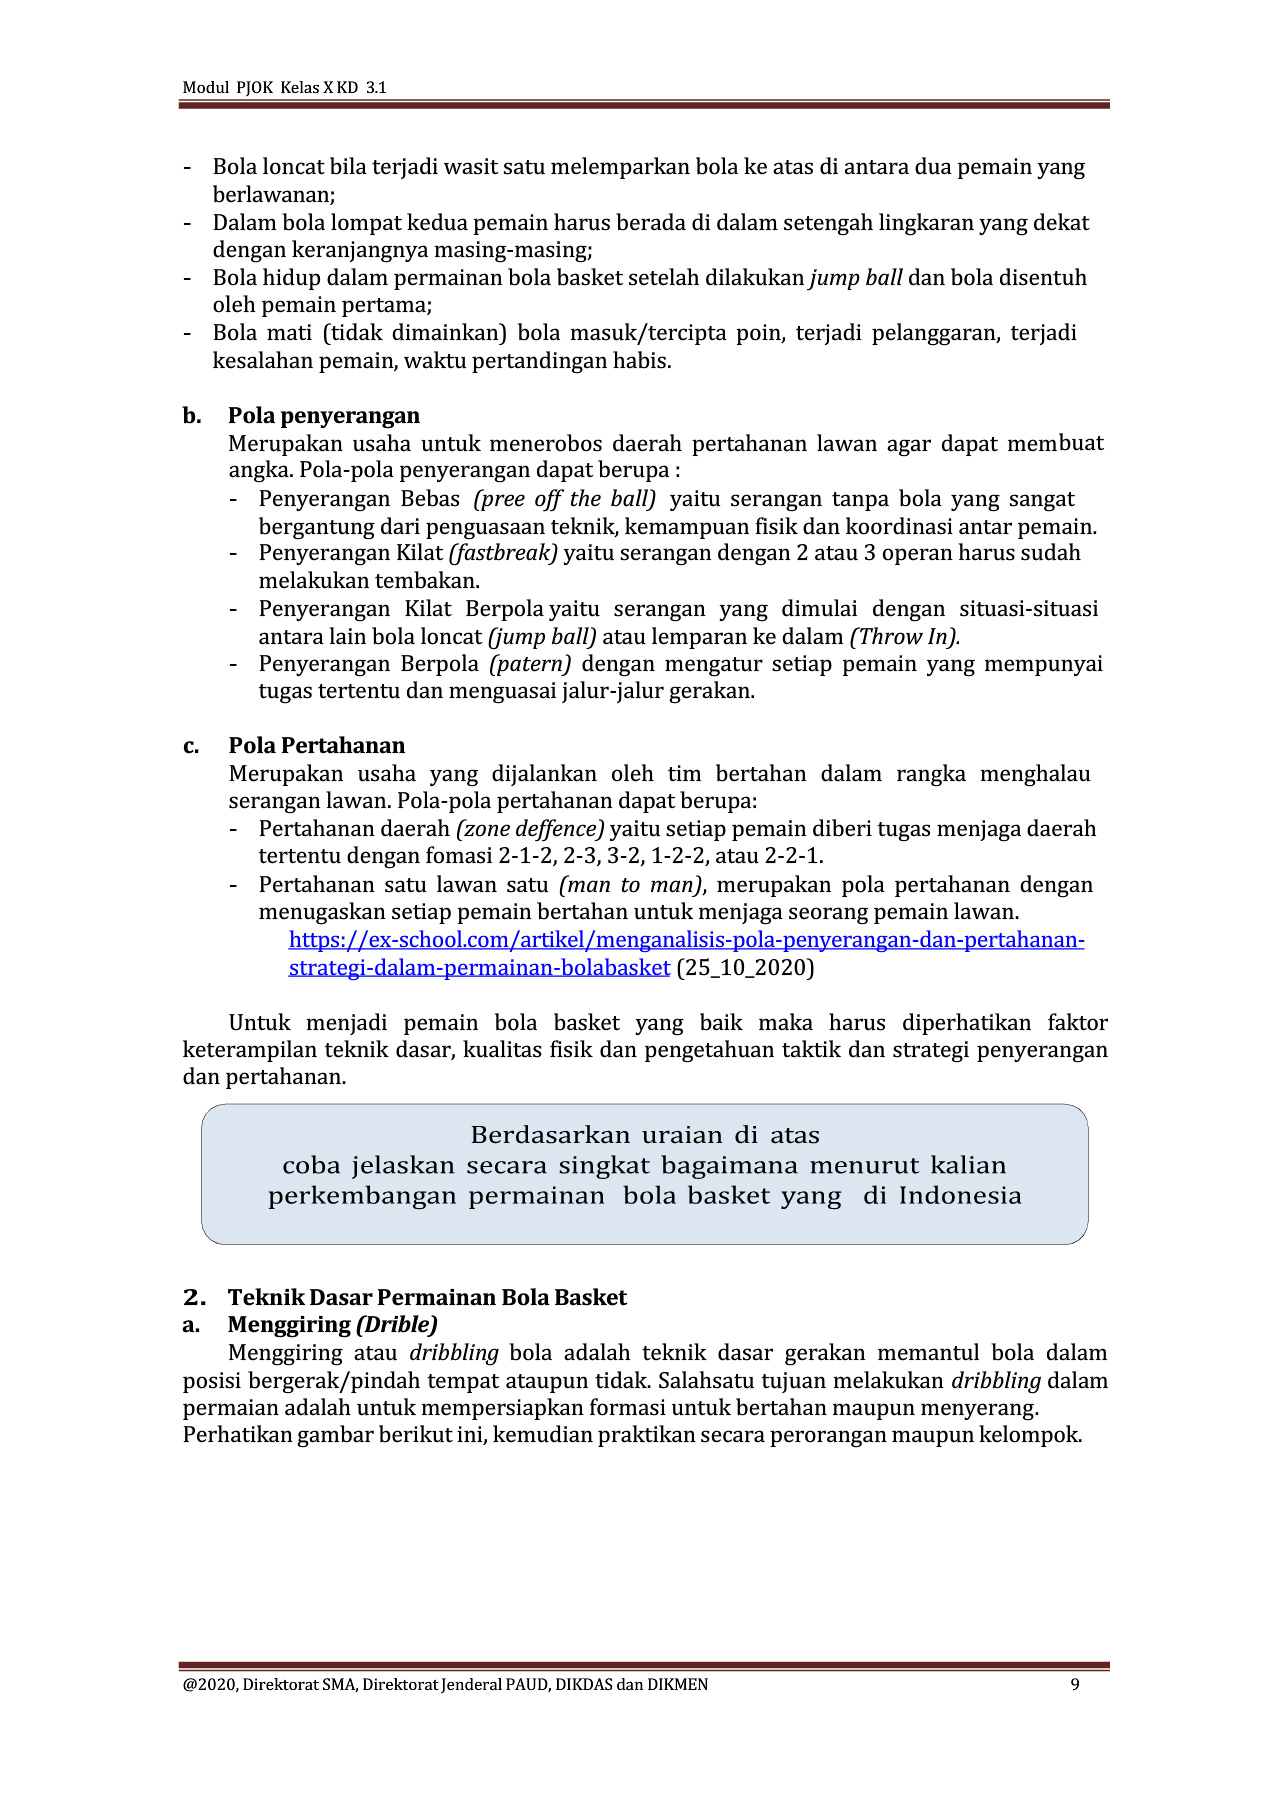 Modul PJOK Kelas X KD 3.1
- Bola loncat bila terjadi wasit satu melemparkan bola ke atas di antara dua pemain yang
berlawanan;
- Dalam bola lompat kedua pemain harus berada di dalam setengah lingkaran yang dekat
dengan keranjangnya masing-masing;
- Bola hidup dalam permainan bola basket setelah dilakukan jump ball dan bola disentuh
oleh pemain pertama;
- Bola mati (tidak dimainkan) bola masuk/tercipta poin, terjadi pelanggaran, terjadi
kesalahan pemain, waktu pertandingan habis.
b. Pola penyerangan
Merupakan usaha untuk menerobos daerah pertahanan lawan agar dapat membuat
angka. Pola-pola penyerangan dapat berupa :
- Penyerangan Bebas (pree off the ball) yaitu serangan tanpa bola yang sangat
bergantung dari penguasaan teknik, kemampuan fisik dan koordinasi antar pemain.
- Penyerangan Kilat (fastbreak) yaitu serangan dengan 2 atau 3 operan harus sudah
melakukan tembakan.
- Penyerangan Kilat Berpola yaitu serangan yang dimulai dengan situasi-situasi
antara lain bola loncat (jump ball) atau lemparan ke dalam (Throw In).
- Penyerangan Berpola (patern) dengan mengatur setiap pemain yang mempunyai
tugas tertentu dan menguasai jalur-jalur gerakan.
c. Pola Pertahanan
Merupakan usaha yang dijalankan oleh tim bertahan dalam rangka menghalau
serangan lawan. Pola-pola pertahanan dapat berupa:
- Pertahanan daerah (zone deffence) yaitu setiap pemain diberi tugas menjaga daerah
tertentu dengan fomasi 2-1-2, 2-3, 3-2, 1-2-2, atau 2-2-1.
- Pertahanan satu lawan satu (man to man), merupakan pola pertahanan dengan
menugaskan setiap pemain bertahan untuk menjaga seorang pemain lawan.
https://ex-school.com/artikel/menganalisis-pola-penyerangan-dan-pertahanan-
strategi-dalam-permainan-bolabasket (25_10_2020)
Untuk menjadi pemain bola basket yang baik maka harus diperhatikan faktor
keterampilan teknik dasar, kualitas fisik dan pengetahuan taktik dan strategi penyerangan
dan pertahanan.
Berdasarkan uraian di atas
coba jelaskan secara singkat bagaimana menurut kalian
perkembangan permainan bola basket yang di Indonesia
2. Teknik Dasar Permainan Bola Basket
a. Menggiring (Drible)
Menggiring atau dribbling bola adalah teknik dasar gerakan memantul bola dalam
posisi bergerak/pindah tempat ataupun tidak. Salahsatu tujuan melakukan dribbling dalam
permaian adalah untuk mempersiapkan formasi untuk bertahan maupun menyerang.
Perhatikan gambar berikut ini, kemudian praktikan secara perorangan maupun kelompok.
@2020, Direktorat SMA, Direktorat Jenderal PAUD, DIKDAS dan DIKMEN 9